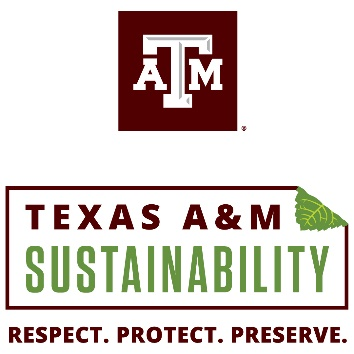 ATM
®
TEXAS A&M
SUSTAINABILITY
RESPECT. PROTECT. PRESERVE.